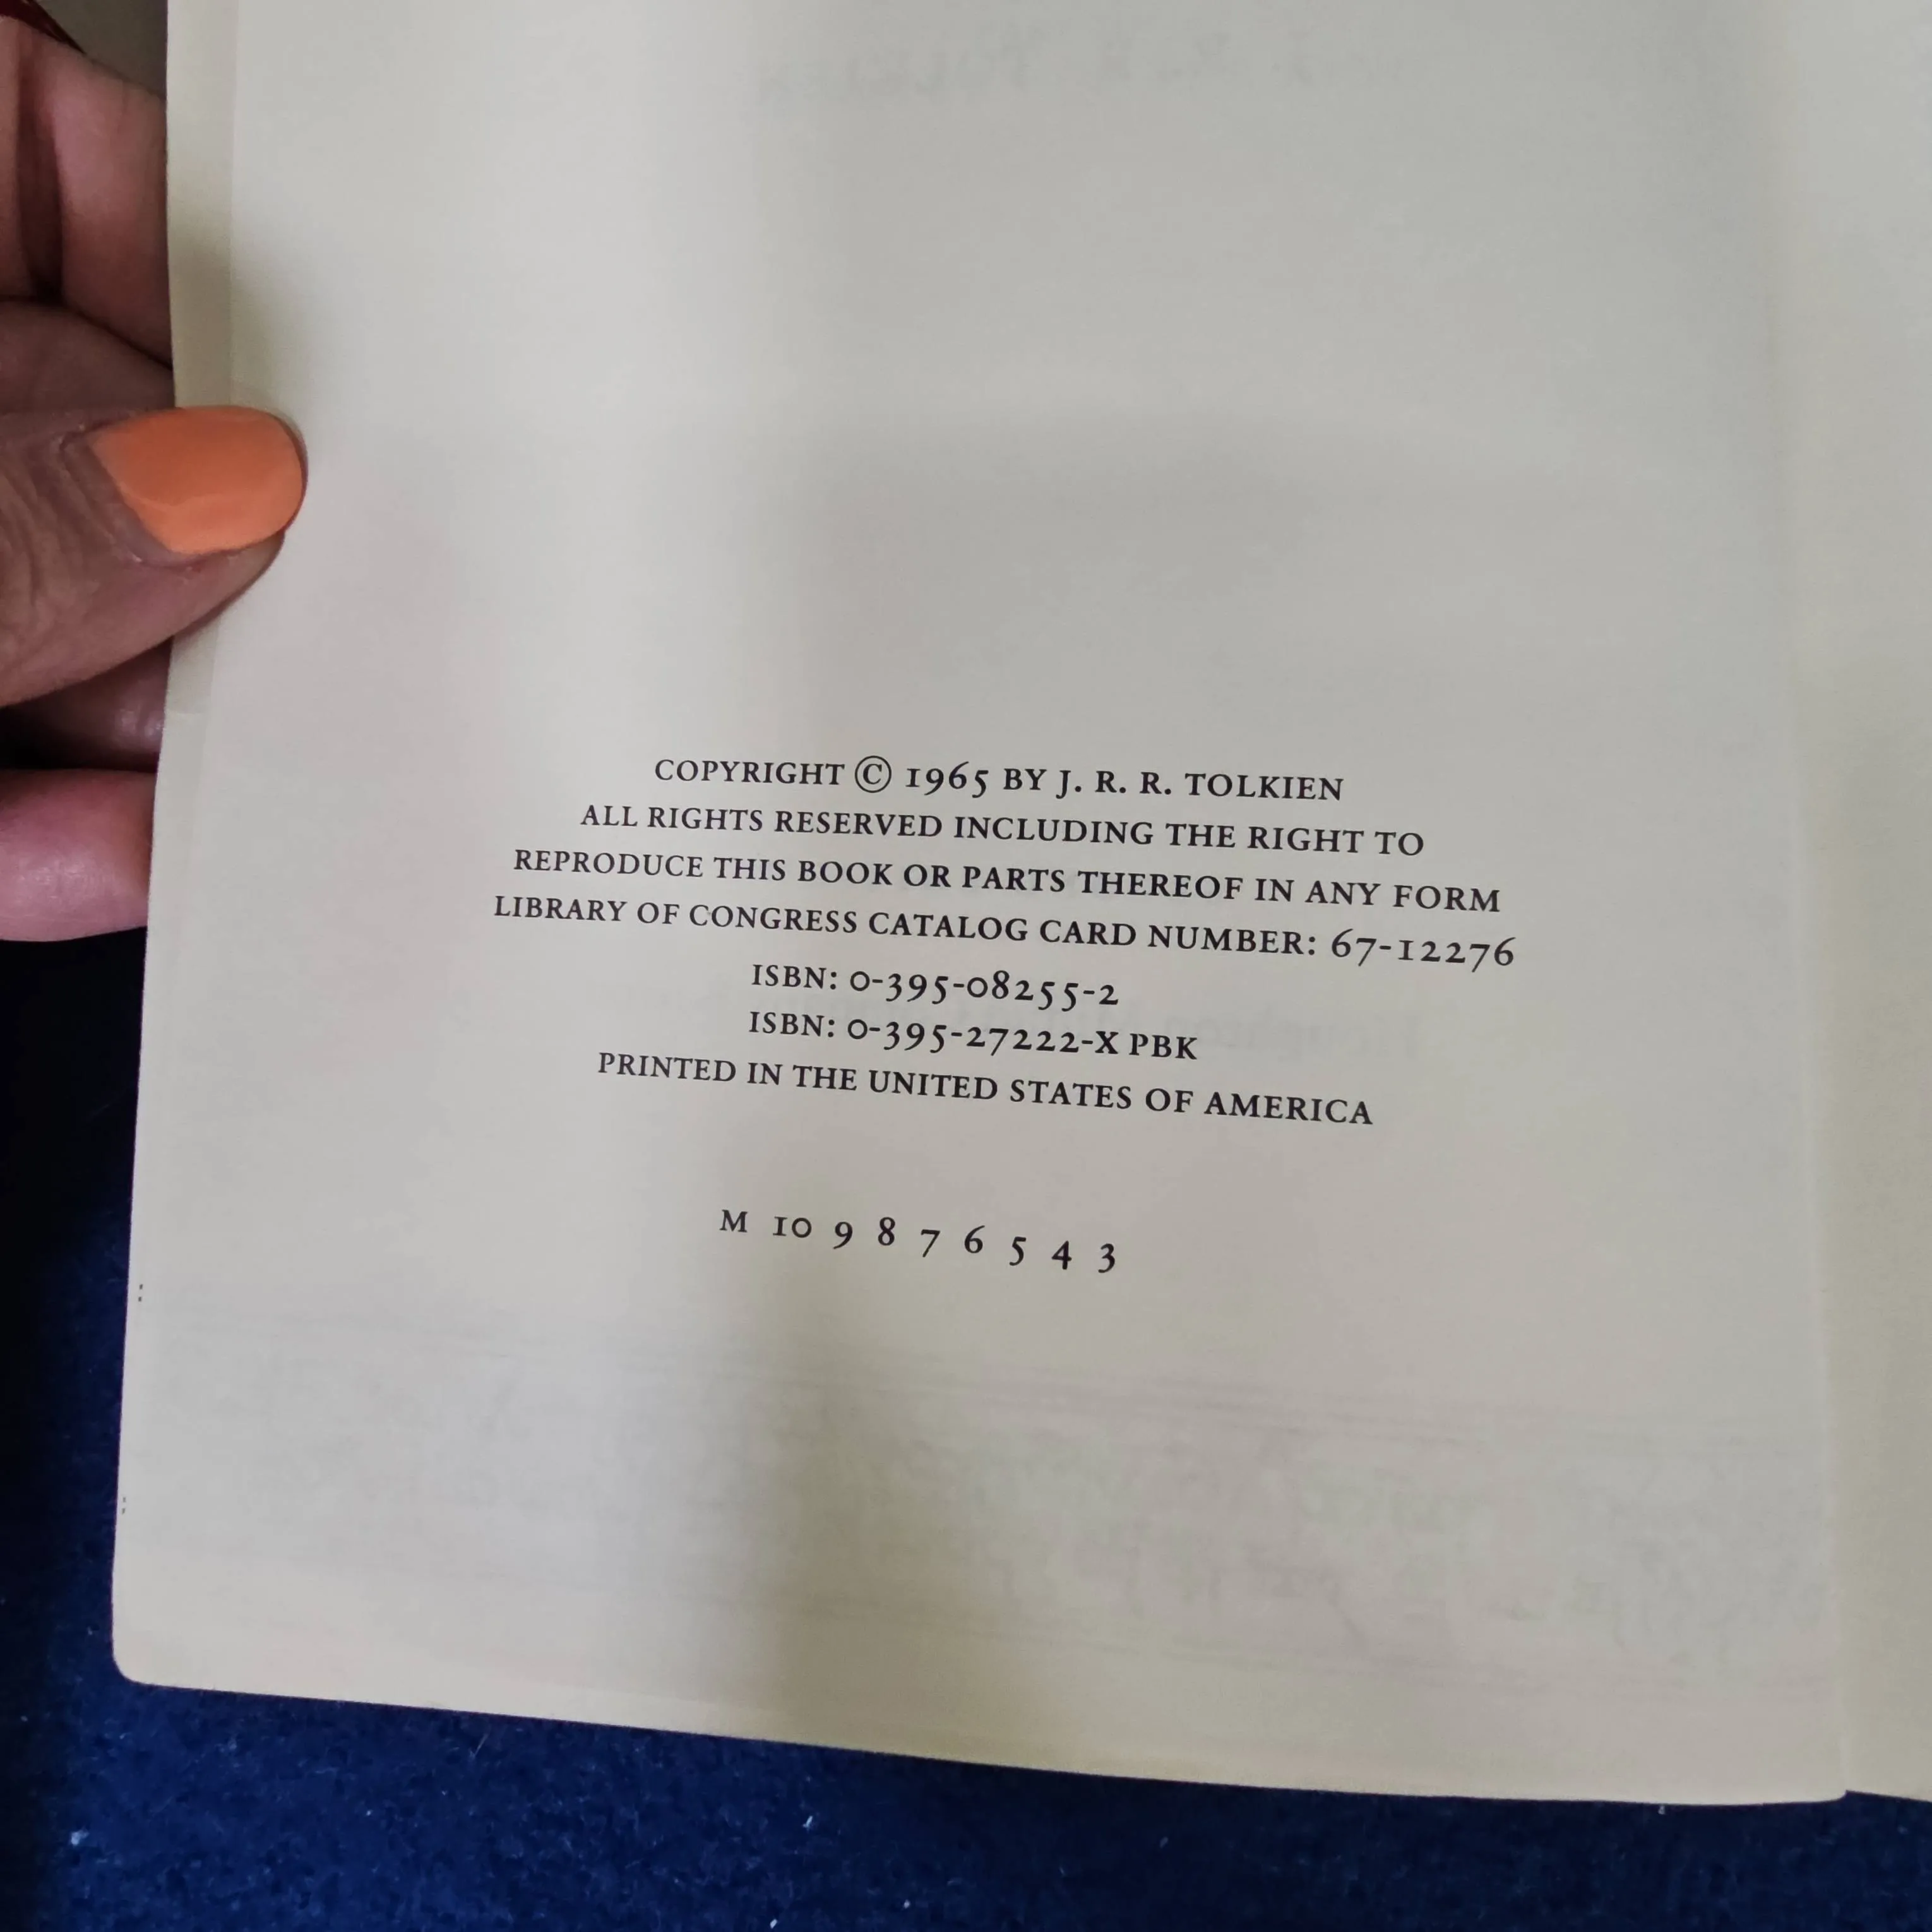 COPYRIGHT © 1965 BY J. R. R. TOLKIEN
ALL RIGHTS RESERVED INCLUDING THE RIGHT TO
REPRODUCE THIS BOOK OR PARTS THEREOF IN ANY FORM
LIBRARY OF CONGRESS CATALOG CARD NUMBER: 67-12276
ISBN: 0-395-08255-2
ISBN: 0-395-27222-X PBK
PRINTED IN THE UNITED STATES OF AMERICA
M 10 9 8 7 6 5 4 3